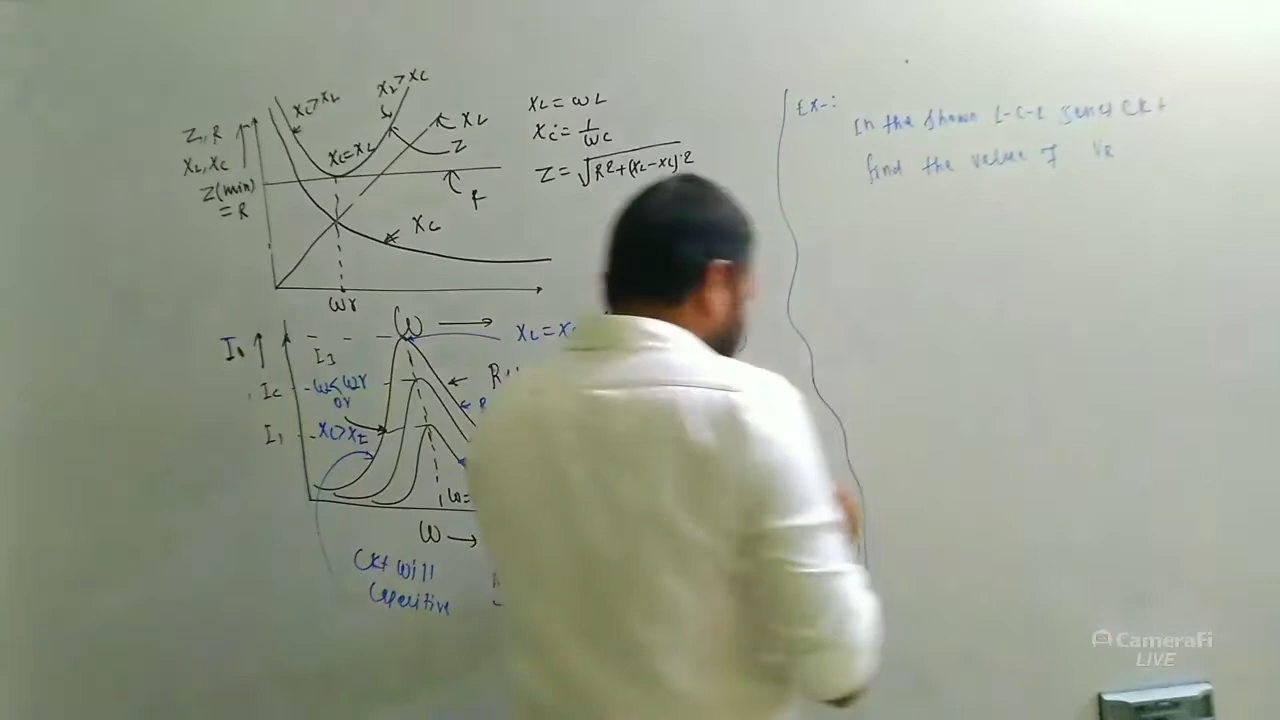 Xc>XL
XL>XC
Z, R
XL, XC
Z(min)
= R
XC=XL
XL
Z
R
XC
ωr
ω
XL = ωL
Xc = 1/ωC
Z = √R2+(XL-XC)2
I
I3
XL=X
ω<ωr
or
XC>XL
I1
R
ω=
ω
Ckt will
EX-:
In the shown L-C-R series ckt
find the value of VR
CameraFi
LIVE